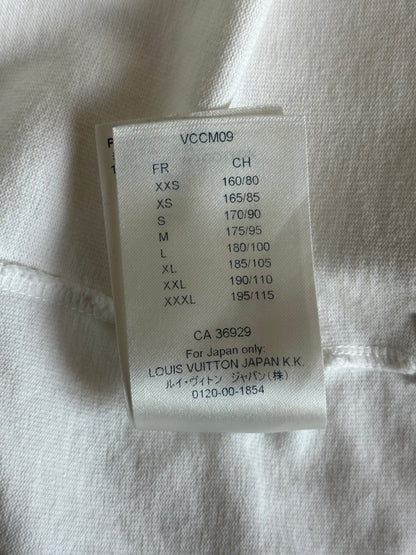 VCCM09
FR CH
XXS 160/80
XS 165/85
S 170/90
M 175/95
L 180/100
XL 185/105
XXL 190/110
XXXL 195/115
CA 36929
For Japan only:
LOUIS VUITTON JAPAN K.K.
ルイ・ヴィトン ジャパン(株)
0120-00-1854